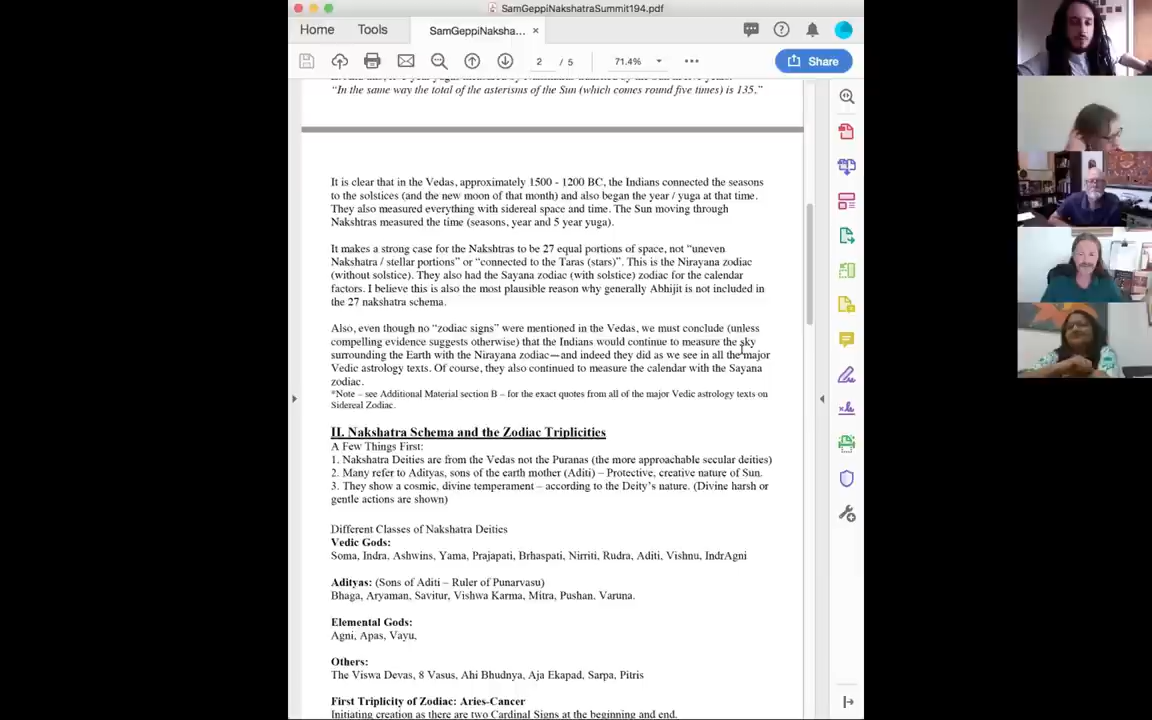 SamGeppiNakshatraSummit194.pdf
Home Tools SamGeppiNaksha... ×
2 / 5 71.4% Share
"In the same way the total of the asterisms of the Sun (which comes round five times) is 135."
It is clear that in the Vedas, approximately 1500 - 1200 BC, the Indians connected the seasons
to the solstices (and the new moon of that month) and also began the year / yuga at that time.
They also measured everything with sidereal space and time. The Sun moving through
Nakshtras measured the time (seasons, year and 5 year yuga).
It makes a strong case for the Nakshtras to be 27 equal portions of space, not "uneven
Nakshatra / stellar portions" or "connected to the Taras (stars)". This is the Nirayana zodiac
(without solstice). They also had the Sayana zodiac (with solstice) zodiac for the calendar
factors. I believe this is also the most plausible reason why generally Abhijit is not included in
the 27 nakshatra schema.
Also, even though no "zodiac signs" were mentioned in the Vedas, we must conclude (unless
compelling evidence suggests otherwise) that the Indians would continue to measure the sky
surrounding the Earth with the Nirayana zodiac—and indeed they did as we see in all the major
Vedic astrology texts. Of course, they also continued to measure the calendar with the Sayana
zodiac.
*Note – see Additional Material section B – for the exact quotes from all of the major Vedic astrology texts on
Sidereal Zodiac.
II. Nakshatra Schema and the Zodiac Triplicities
A Few Things First:
1. Nakshatra Deities are from the Vedas not the Puranas (the more approachable secular deities)
2. Many refer to Adityas, sons of the earth mother (Aditi) – Protective, creative nature of Sun.
3. They show a cosmic, divine temperament – according to the Deity's nature. (Divine harsh or
gentle actions are shown)
Different Classes of Nakshatra Deities
Vedic Gods:
Soma, Indra, Ashwins, Yama, Prajapati, Brhaspati, Nirriti, Rudra, Aditi, Vishnu, IndrAgni
Adityas: (Sons of Aditi – Ruler of Punarvasu)
Bhaga, Aryaman, Savitur, Vishwa Karma, Mitra, Pushan, Varuna.
Elemental Gods:
Agni, Apas, Vayu,
Others:
The Viswa Devas, 8 Vasus, Ahi Bhudnya, Aja Ekapad, Sarpa, Pitris
First Triplicity of Zodiac: Aries-Cancer
Initiating creation as there are two Cardinal Signs at the beginning and end.